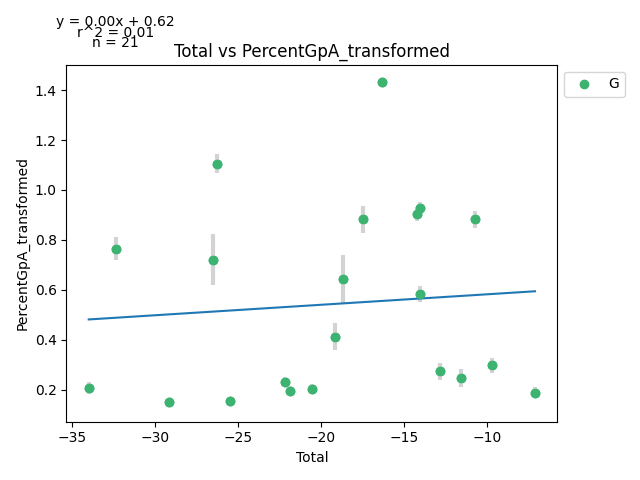 y = 0.00x + 0.62
r^2 = 0.01
n = 21
Total vs PercentGpA_transformed
G
PercentGpA_transformed
1.4
1.2
1.0
0.8
0.6
0.4
0.2
−35
−30
−25
−20
−15
−10
Total